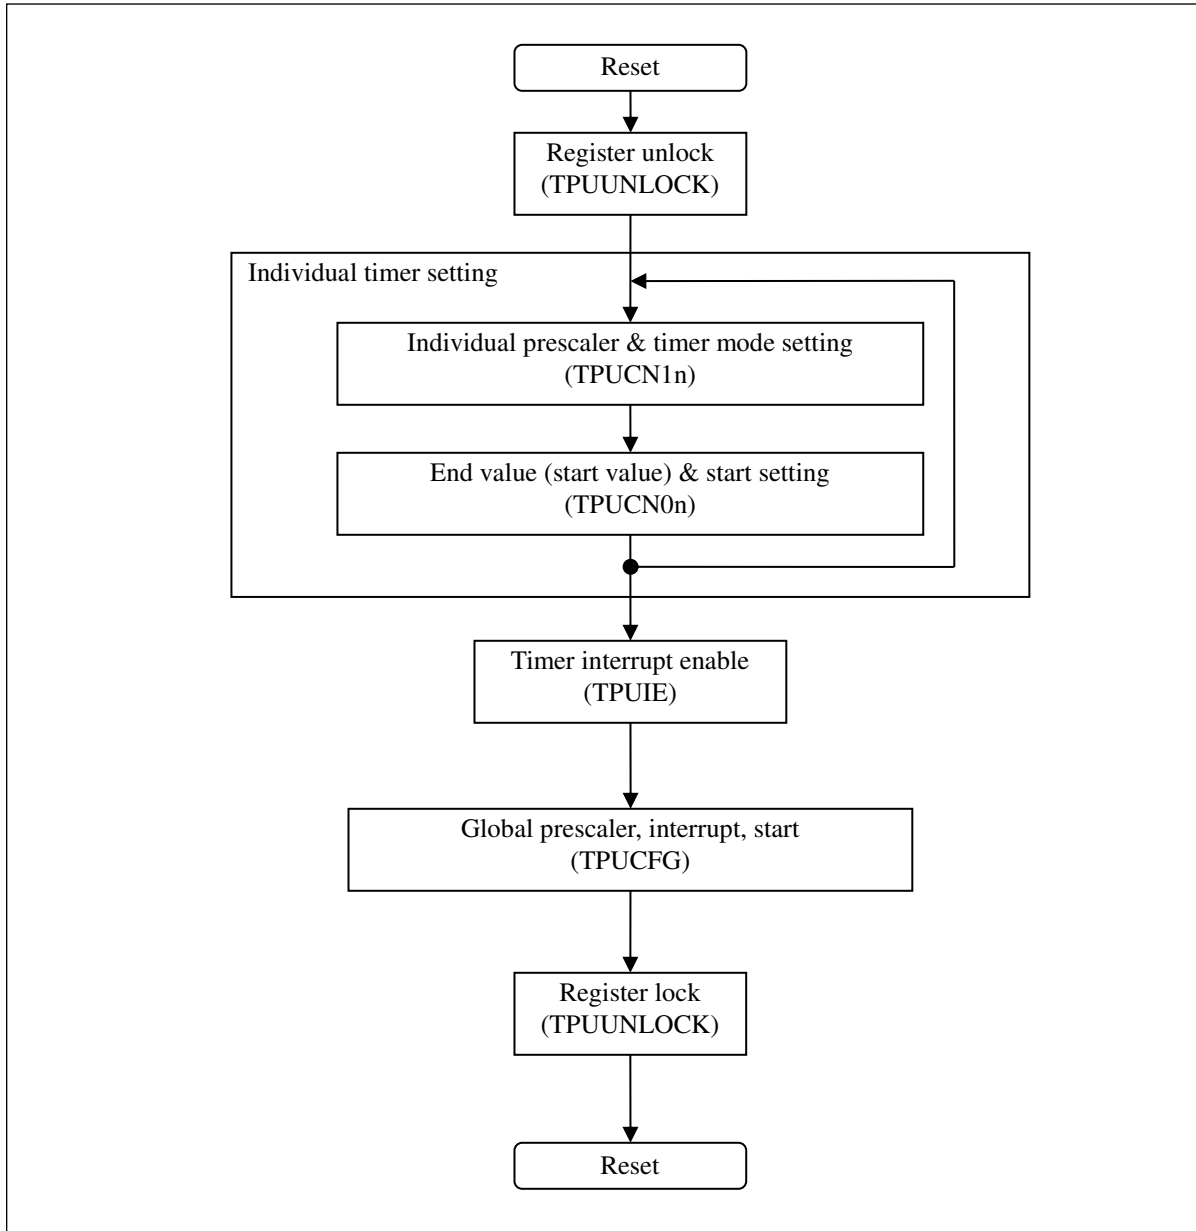 Reset
Register unlock
(TPUUNLOCK)
Individual timer setting
Individual prescaler & timer mode setting
(TPUCN1n)
End value (start value) & start setting
(TPUCN0n)
Timer interrupt enable
(TPUIE)
Global prescaler, interrupt, start
(TPUCFG)
Register lock
(TPUUNLOCK)
Reset